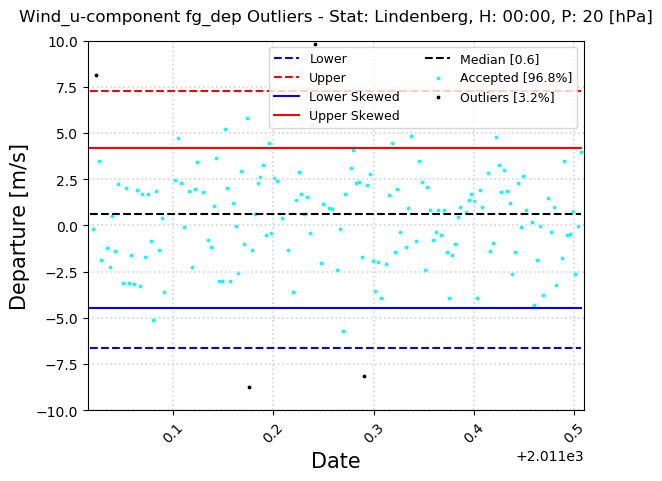 Wind_u-component fg_dep Outliers - Stat: Lindenberg, H: 00:00, P: 20 [hPa]
Lower
Upper
Lower Skewed
Upper Skewed
Median [0.6]
Accepted [96.8%]
Outliers [3.2%]
Departure [m/s]
10.0
7.5
5.0
2.5
0.0
−2.5
−5.0
−7.5
−10.0
0.1
0.2
0.3
0.4
0.5
+2.011e3
Date